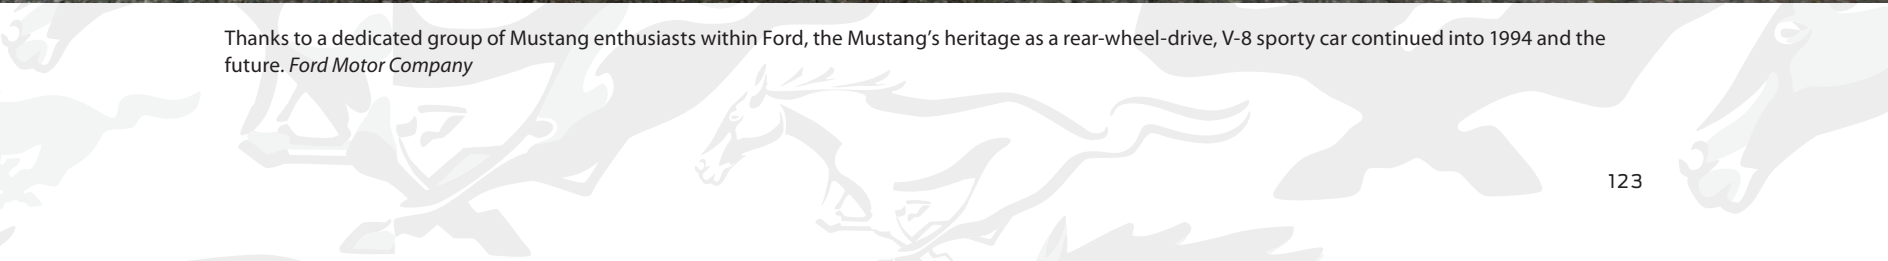 Thanks to a dedicated group of Mustang enthusiasts within Ford, the Mustang’s heritage as a rear-wheel-drive, V-8 sporty car continued into 1994 and the
future. Ford Motor Company
123